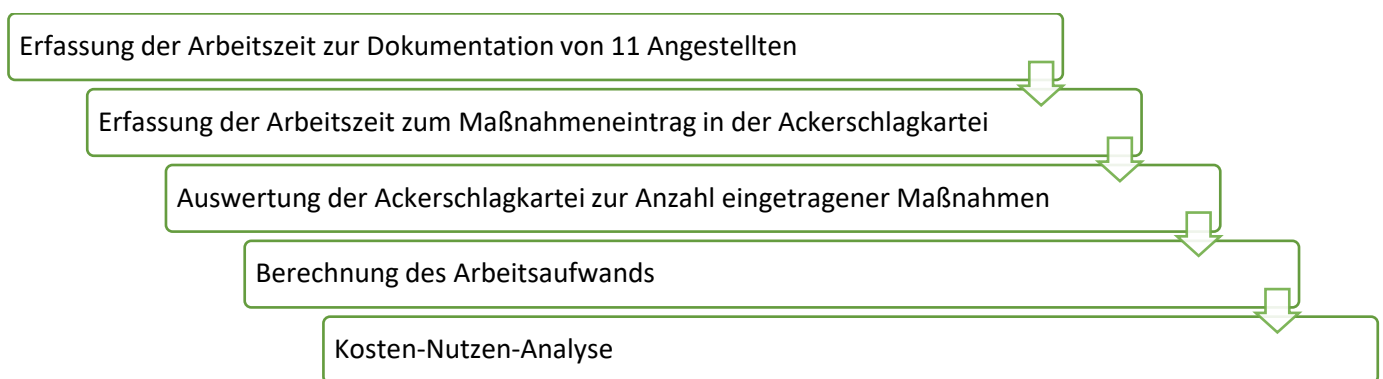 Erfassung der Arbeitszeit zur Dokumentation von 11 Angestellten
Erfassung der Arbeitszeit zum Maßnahmeneintrag in der Ackerschlagkartei
Auswertung der Ackerschlagkartei zur Anzahl eingetragener Maßnahmen
Berechnung des Arbeitsaufwands
Kosten-Nutzen-Analyse